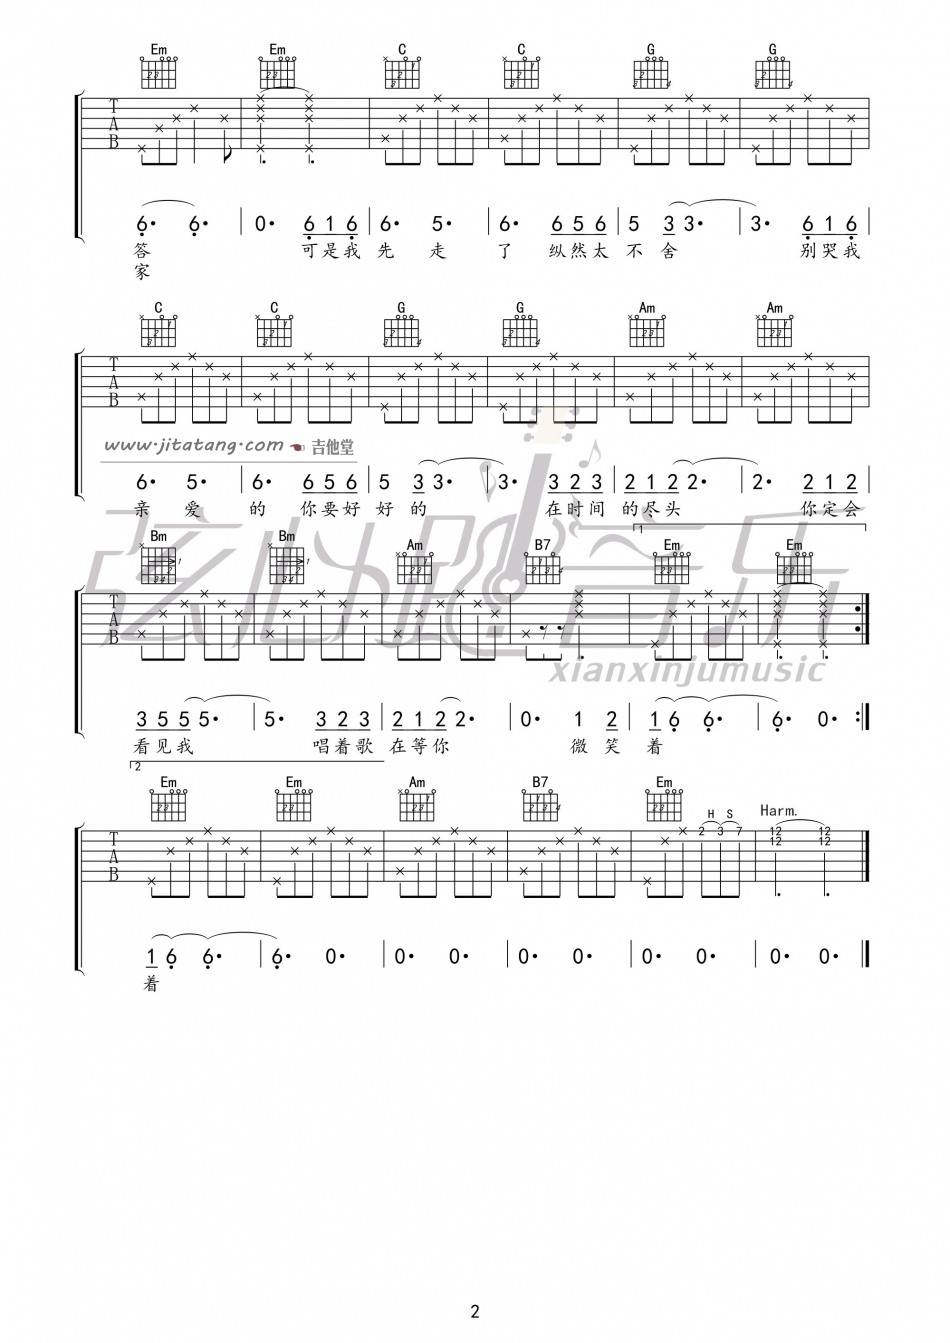 Em Em C C G G
T A B
6· 6· 0· 6 1 6 6· 5· 6· 6 5 6 5 3 3· 3· 6 1 6
答 可是我 先 走 了 纵然太 不 舍 别哭我
家
C C G G Am Am
T A B
www.jitatang.com 吉他堂
6· 5· 6· 6 5 6 5 3 3· 3· 3 2 3 2 1 2 2· 2· 2 1 2
亲 爱 的 你要好 好 的 在时间 的尽头 你定会
1
Bm Bm Am B7 Em Em
T A B
弦心距音乐
xianxinjumusic
3 5 5 5· 5· 3 2 3 2 1 2 2· 0· 1 2 1 6 6· 6· 0·
看见我 唱着歌 在等你 微 笑 着
2
Em Em Am B7 Em
H S Harm.
T A B 2 3 7 12 12
12 12
1 6 6· 6· 0· 0· 0· 0· 0· 0· 0· 0· 0·
着
2